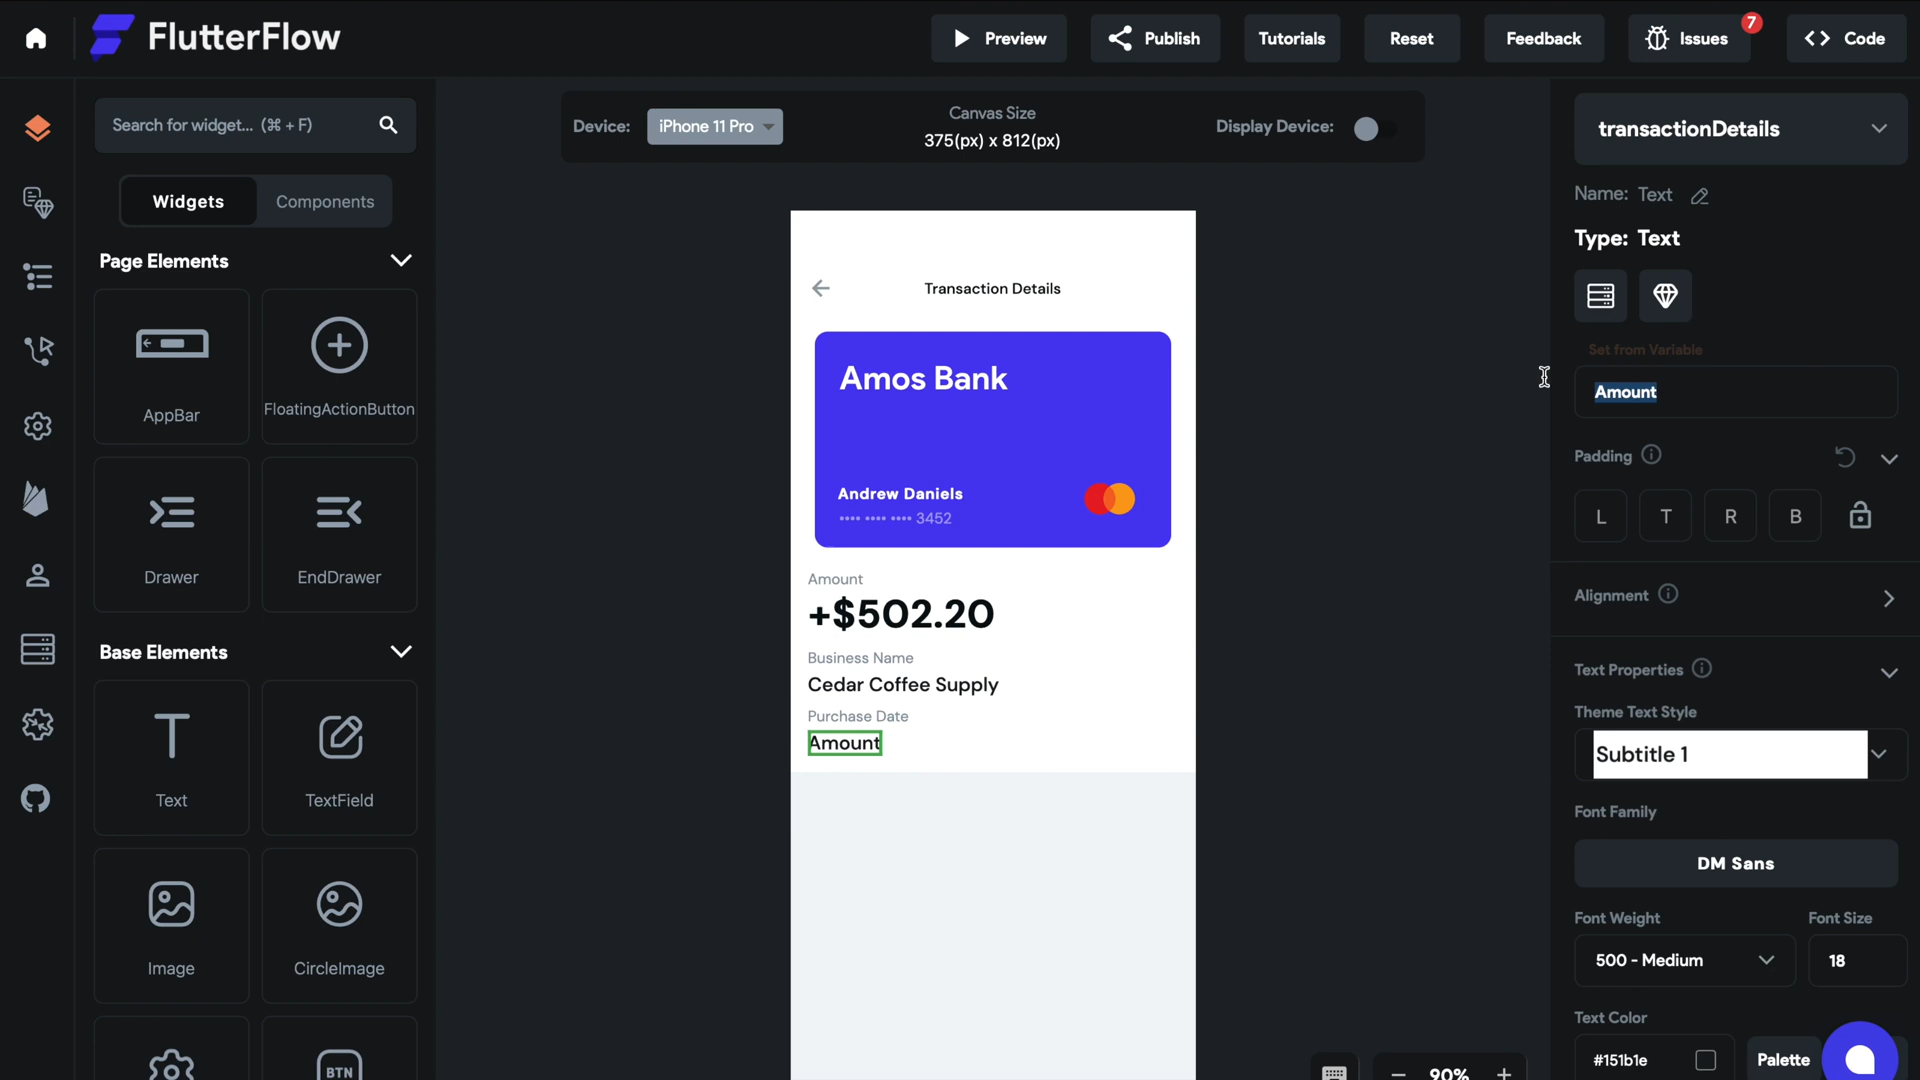 FlutterFlow
Preview
Publish
Tutorials
Reset
Feedback
Issues
7
Code
Search for widget... (⌘ + F)
Widgets
Components
Page Elements
AppBar
FloatingActionButton
Drawer
EndDrawer
Base Elements
Text
TextField
Image
CircleImage
BTN
Device:
iPhone 11 Pro
Canvas Size
375(px) x 812(px)
Display Device:
Transaction Details
Amos Bank
Andrew Daniels
•••• •••• •••• 3452
Amount
+$502.20
Business Name
Cedar Coffee Supply
Purchase Date
Amount
90%
transactionDetails
Name: Text
Type: Text
Set from Variable
Amount
Padding
L
T
R
B
Alignment
Text Properties
Theme Text Style
Subtitle 1
Font Family
DM Sans
Font Weight
Font Size
500 - Medium
18
Text Color
#151b1e
Palette